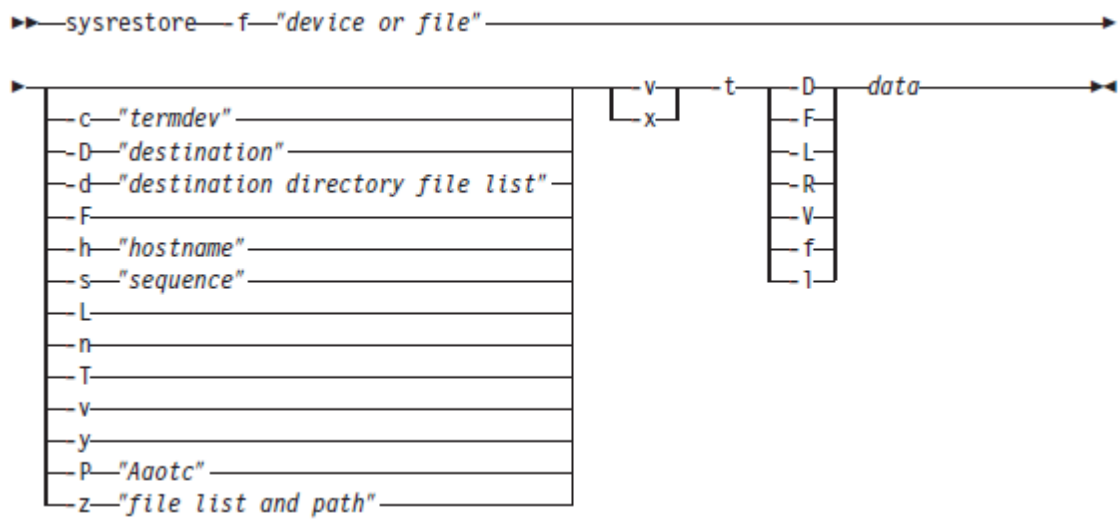 sysrestore -f "device or file"
-v -t -D data
-c "termdev" -x -F
-D "destination" -L
-d "destination directory file list" -R
-F -V
-h "hostname" -f
-s "sequence" -l
-L
-n
-T
-v
-y
-P "Aaotc"
-z "file list and path"